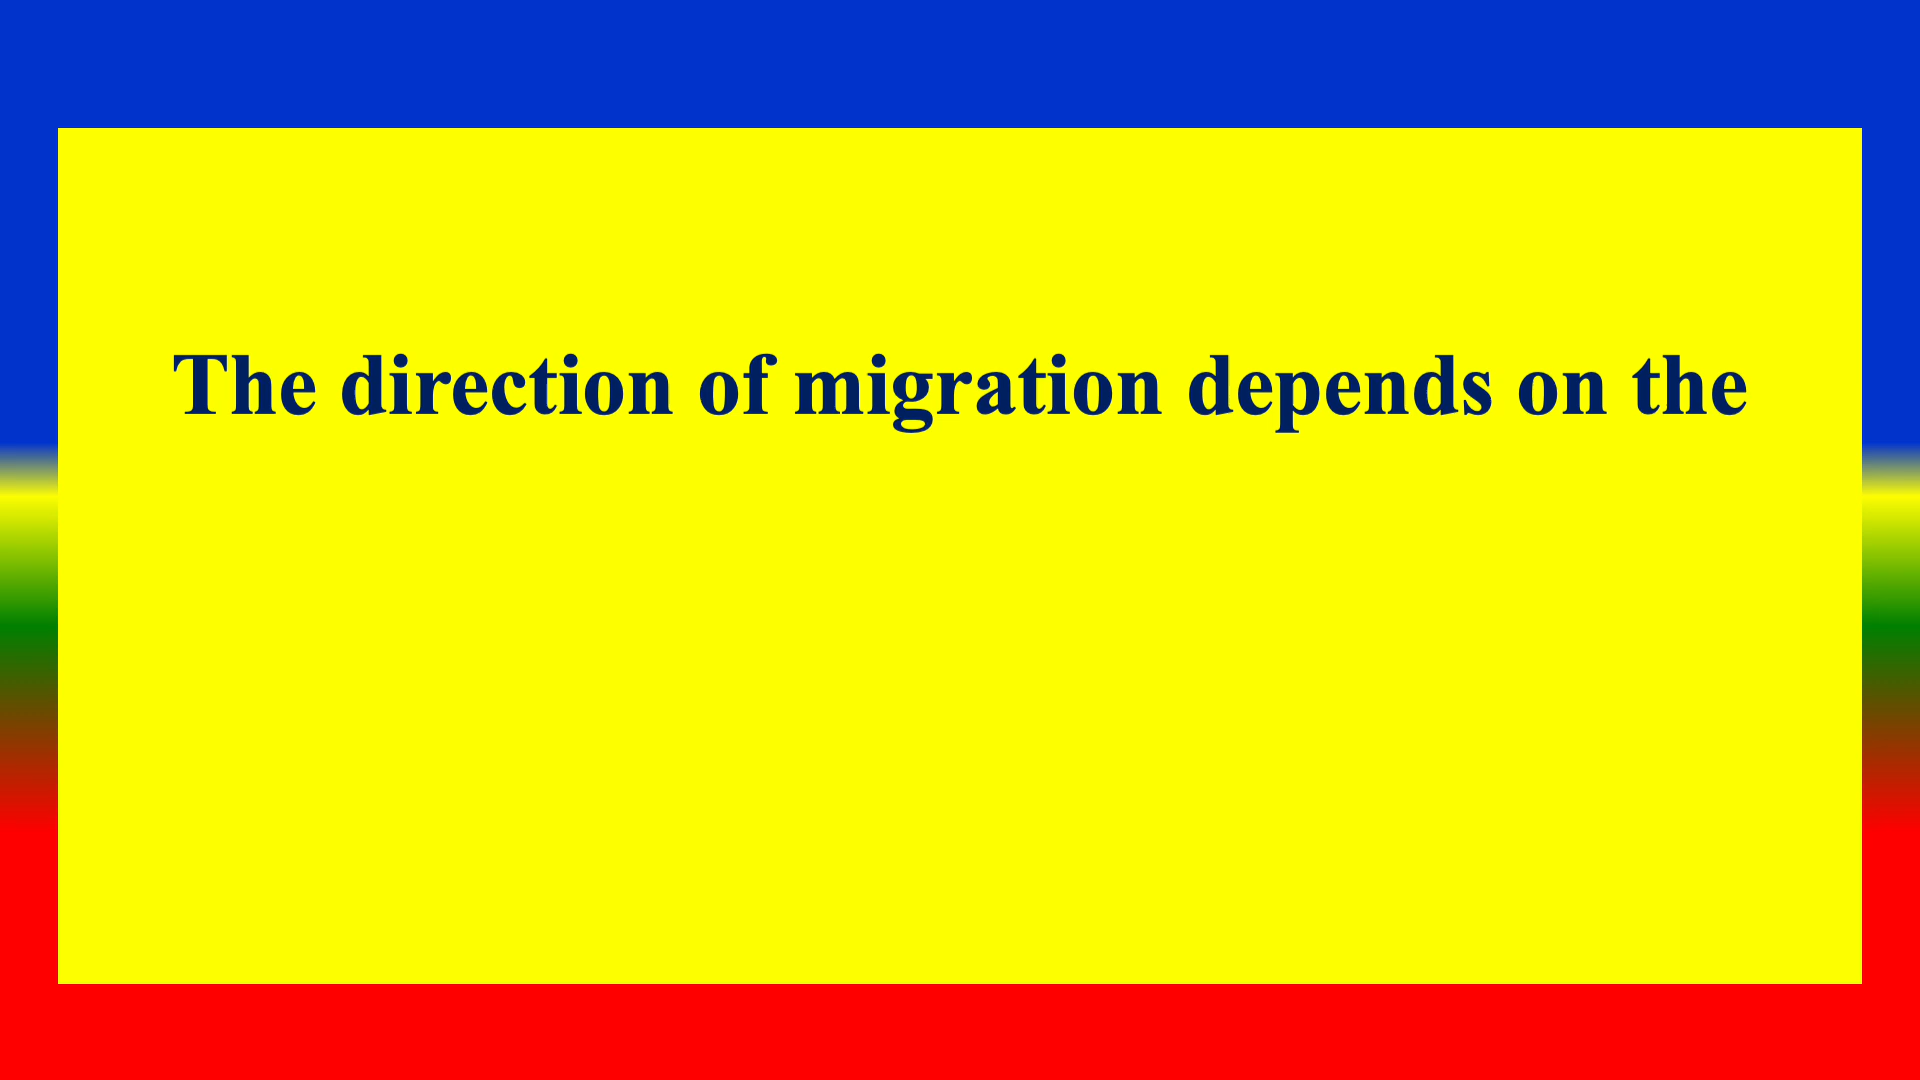 The direction of migration depends on the